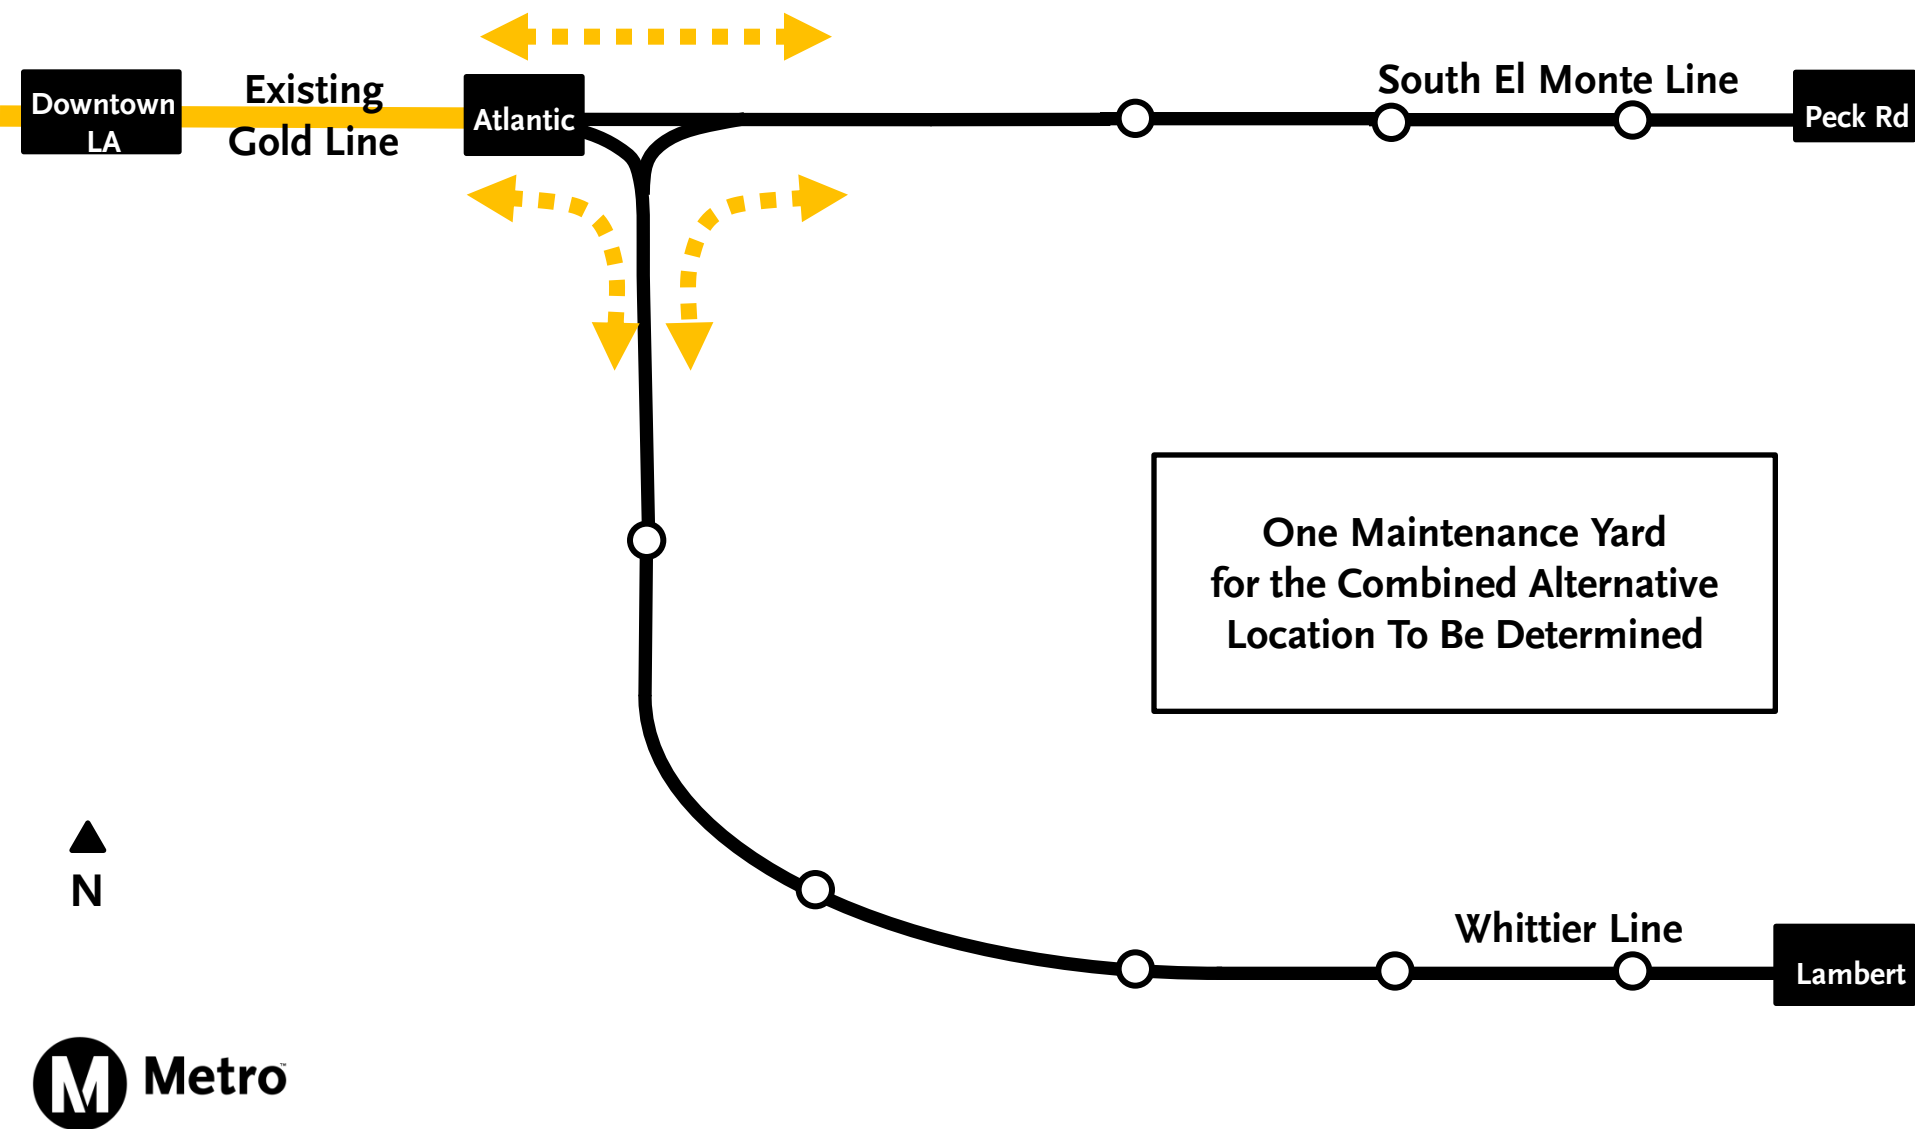 Downtown
LA
Existing
Gold Line
Atlantic
South El Monte Line
Peck Rd
One Maintenance Yard
for the Combined Alternative
Location To Be Determined
N
Whittier Line
Lambert
M Metro™